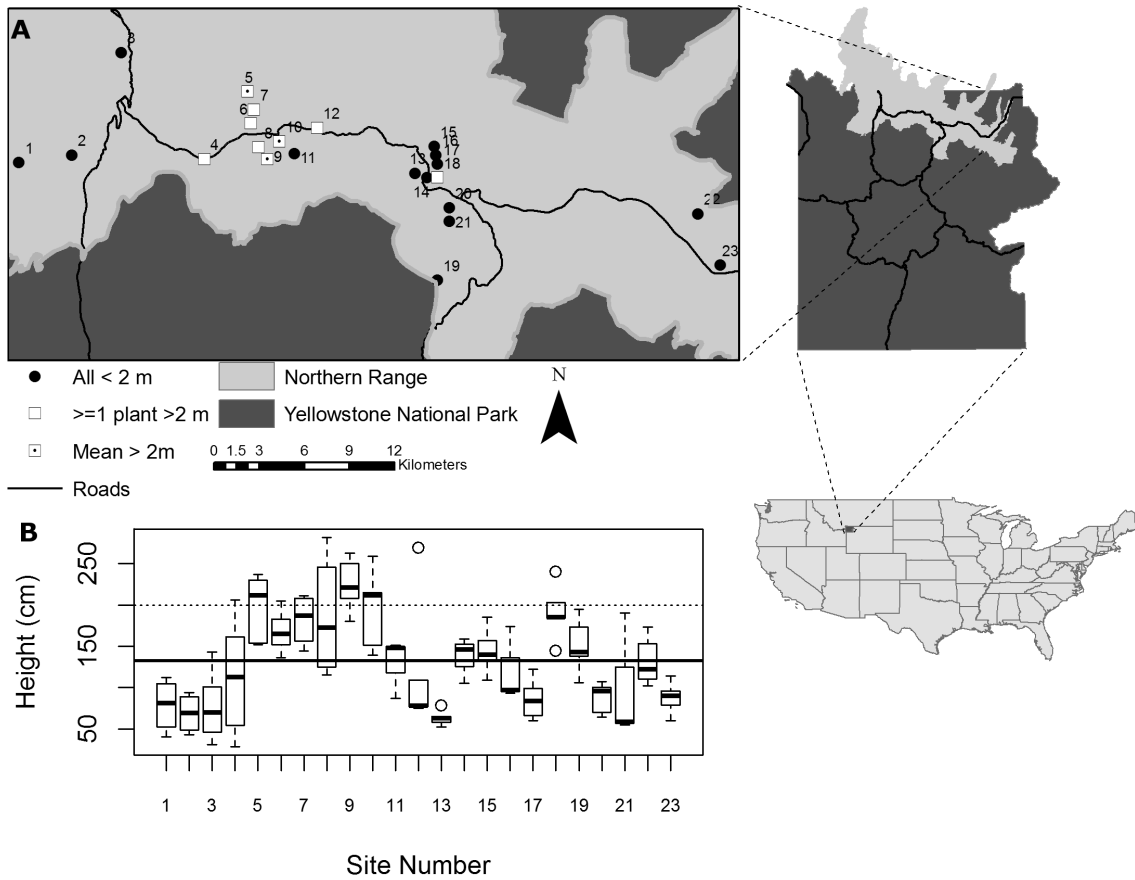 A
3
5
7
6
12
10
8
4
9
11
1
2
15
16
17
18
13
14
20
21
19
22
23
All < 2 m
Northern Range
>=1 plant >2 m
Yellowstone National Park
Mean > 2m
0 1.5 3 6 9 12
Kilometers
Roads
N
B
Height (cm)
250
150
50
1 3 5 7 9 11 13 15 17 19 21 23
Site Number